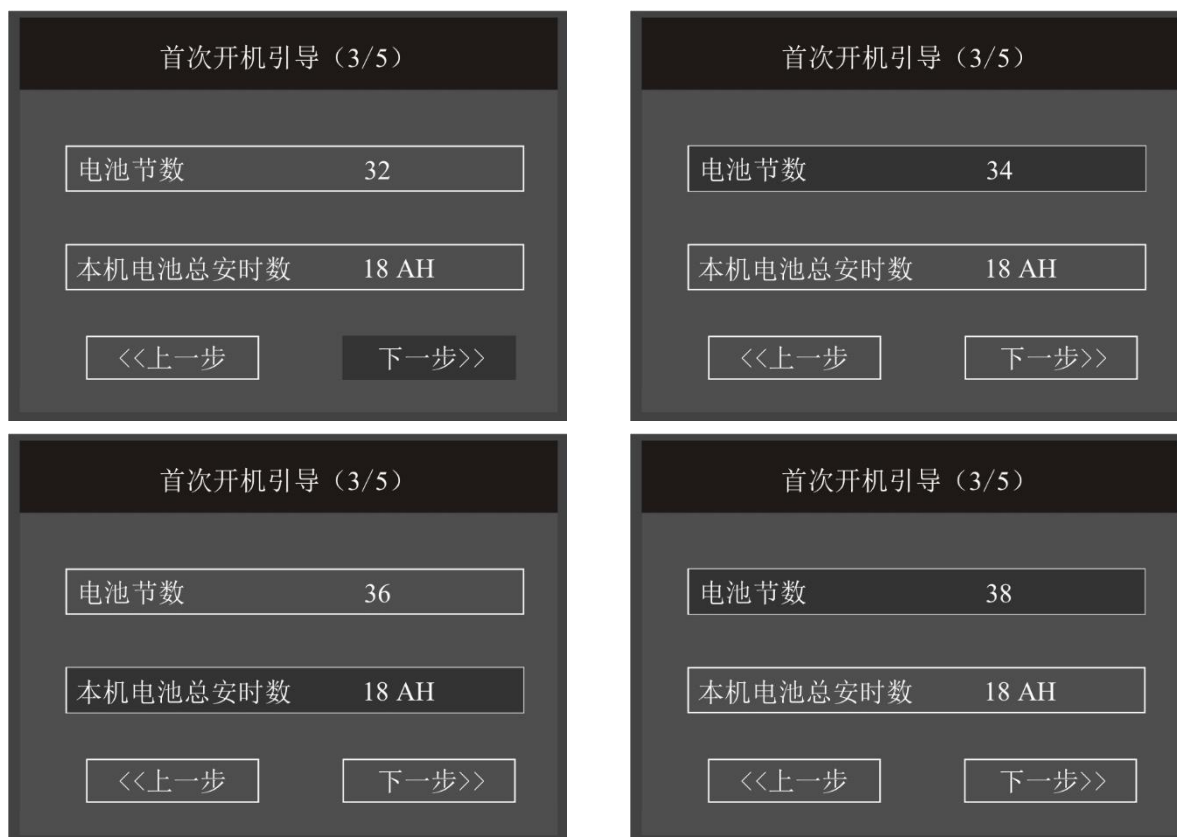 首次开机引导（3/5）
电池节数 32
本机电池总安时数 18 AH
<<上一步 下一步>>
首次开机引导（3/5）
电池节数 34
本机电池总安时数 18 AH
<<上一步 下一步>>
首次开机引导（3/5）
电池节数 36
本机电池总安时数 18 AH
<<上一步 下一步>>
首次开机引导（3/5）
电池节数 38
本机电池总安时数 18 AH
<<上一步 下一步>>